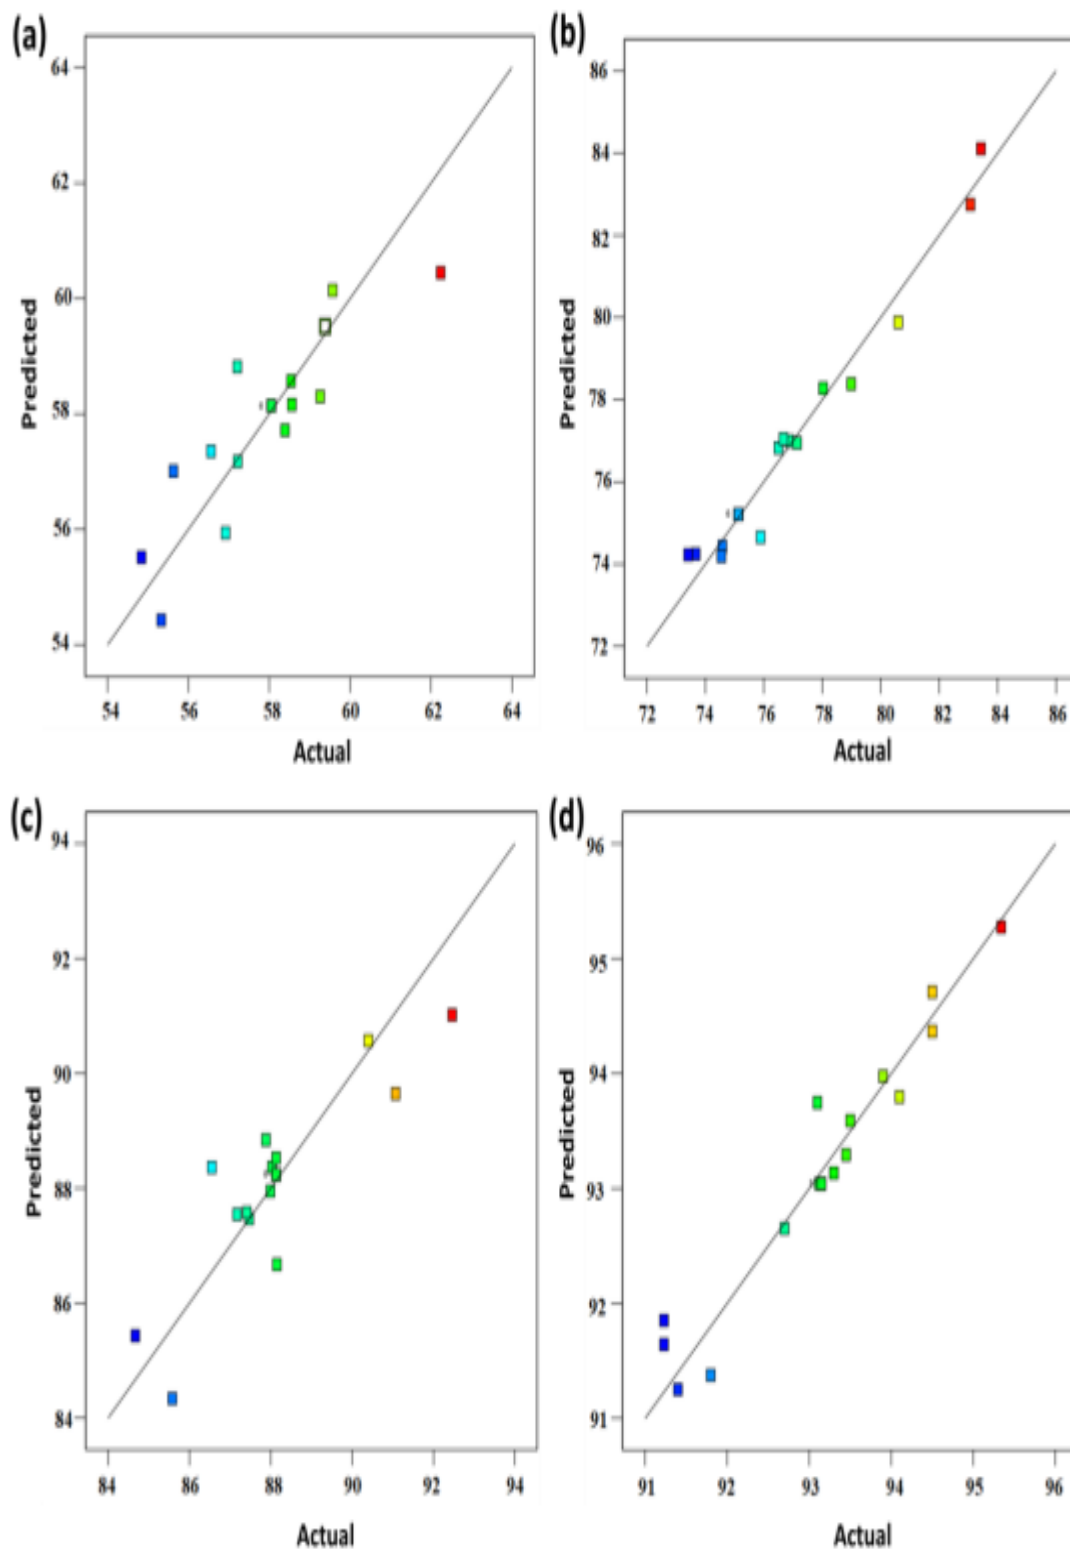 (a)
64
62
60
58
56
54
Predicted
54 56 58 60 62 64
Actual
(b)
86
84
82
80
78
76
74
72
Predicted
72 74 76 78 80 82 84 86
Actual
(c)
94
92
90
88
86
84
Predicted
84 86 88 90 92 94
Actual
(d)
96
95
94
93
92
91
Predicted
91 92 93 94 95 96
Actual